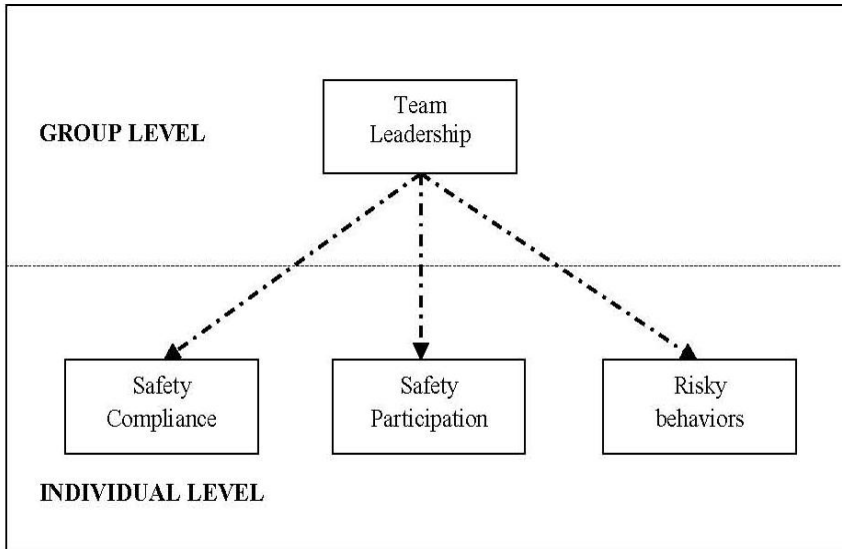 Team
Leadership
GROUP LEVEL
Safety
Compliance
Safety
Participation
Risky
behaviors
INDIVIDUAL LEVEL